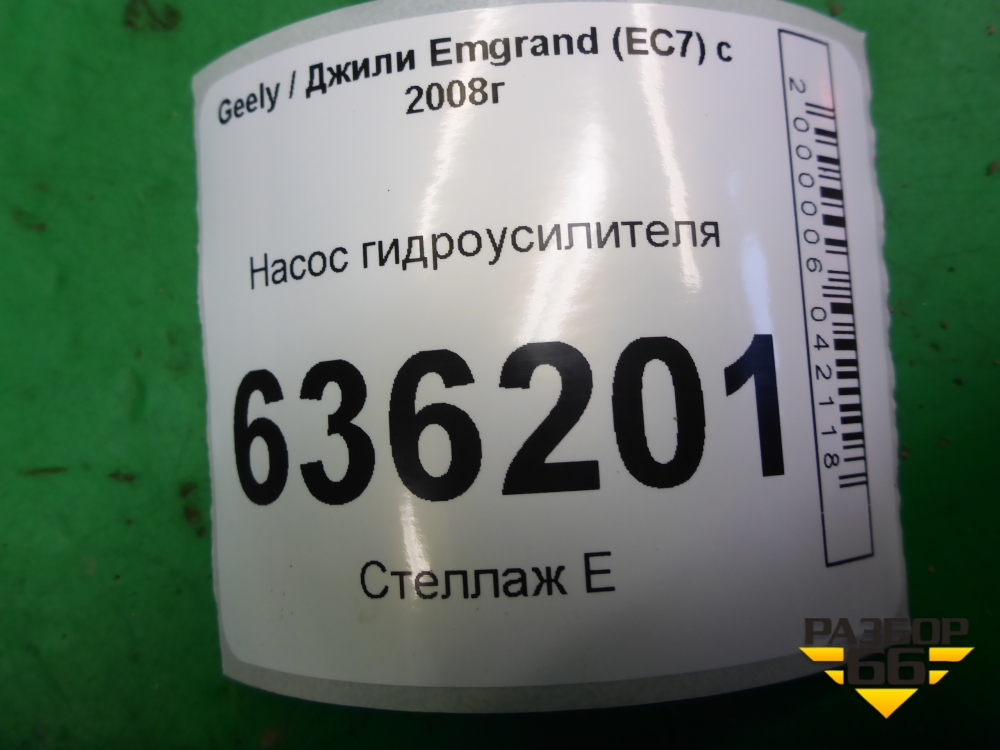 Geely / Джили Emgrand (EC7) с
2008г
Насос гидроусилителя
636201
Стеллаж Е
2000006042118
РАЗБОР
66